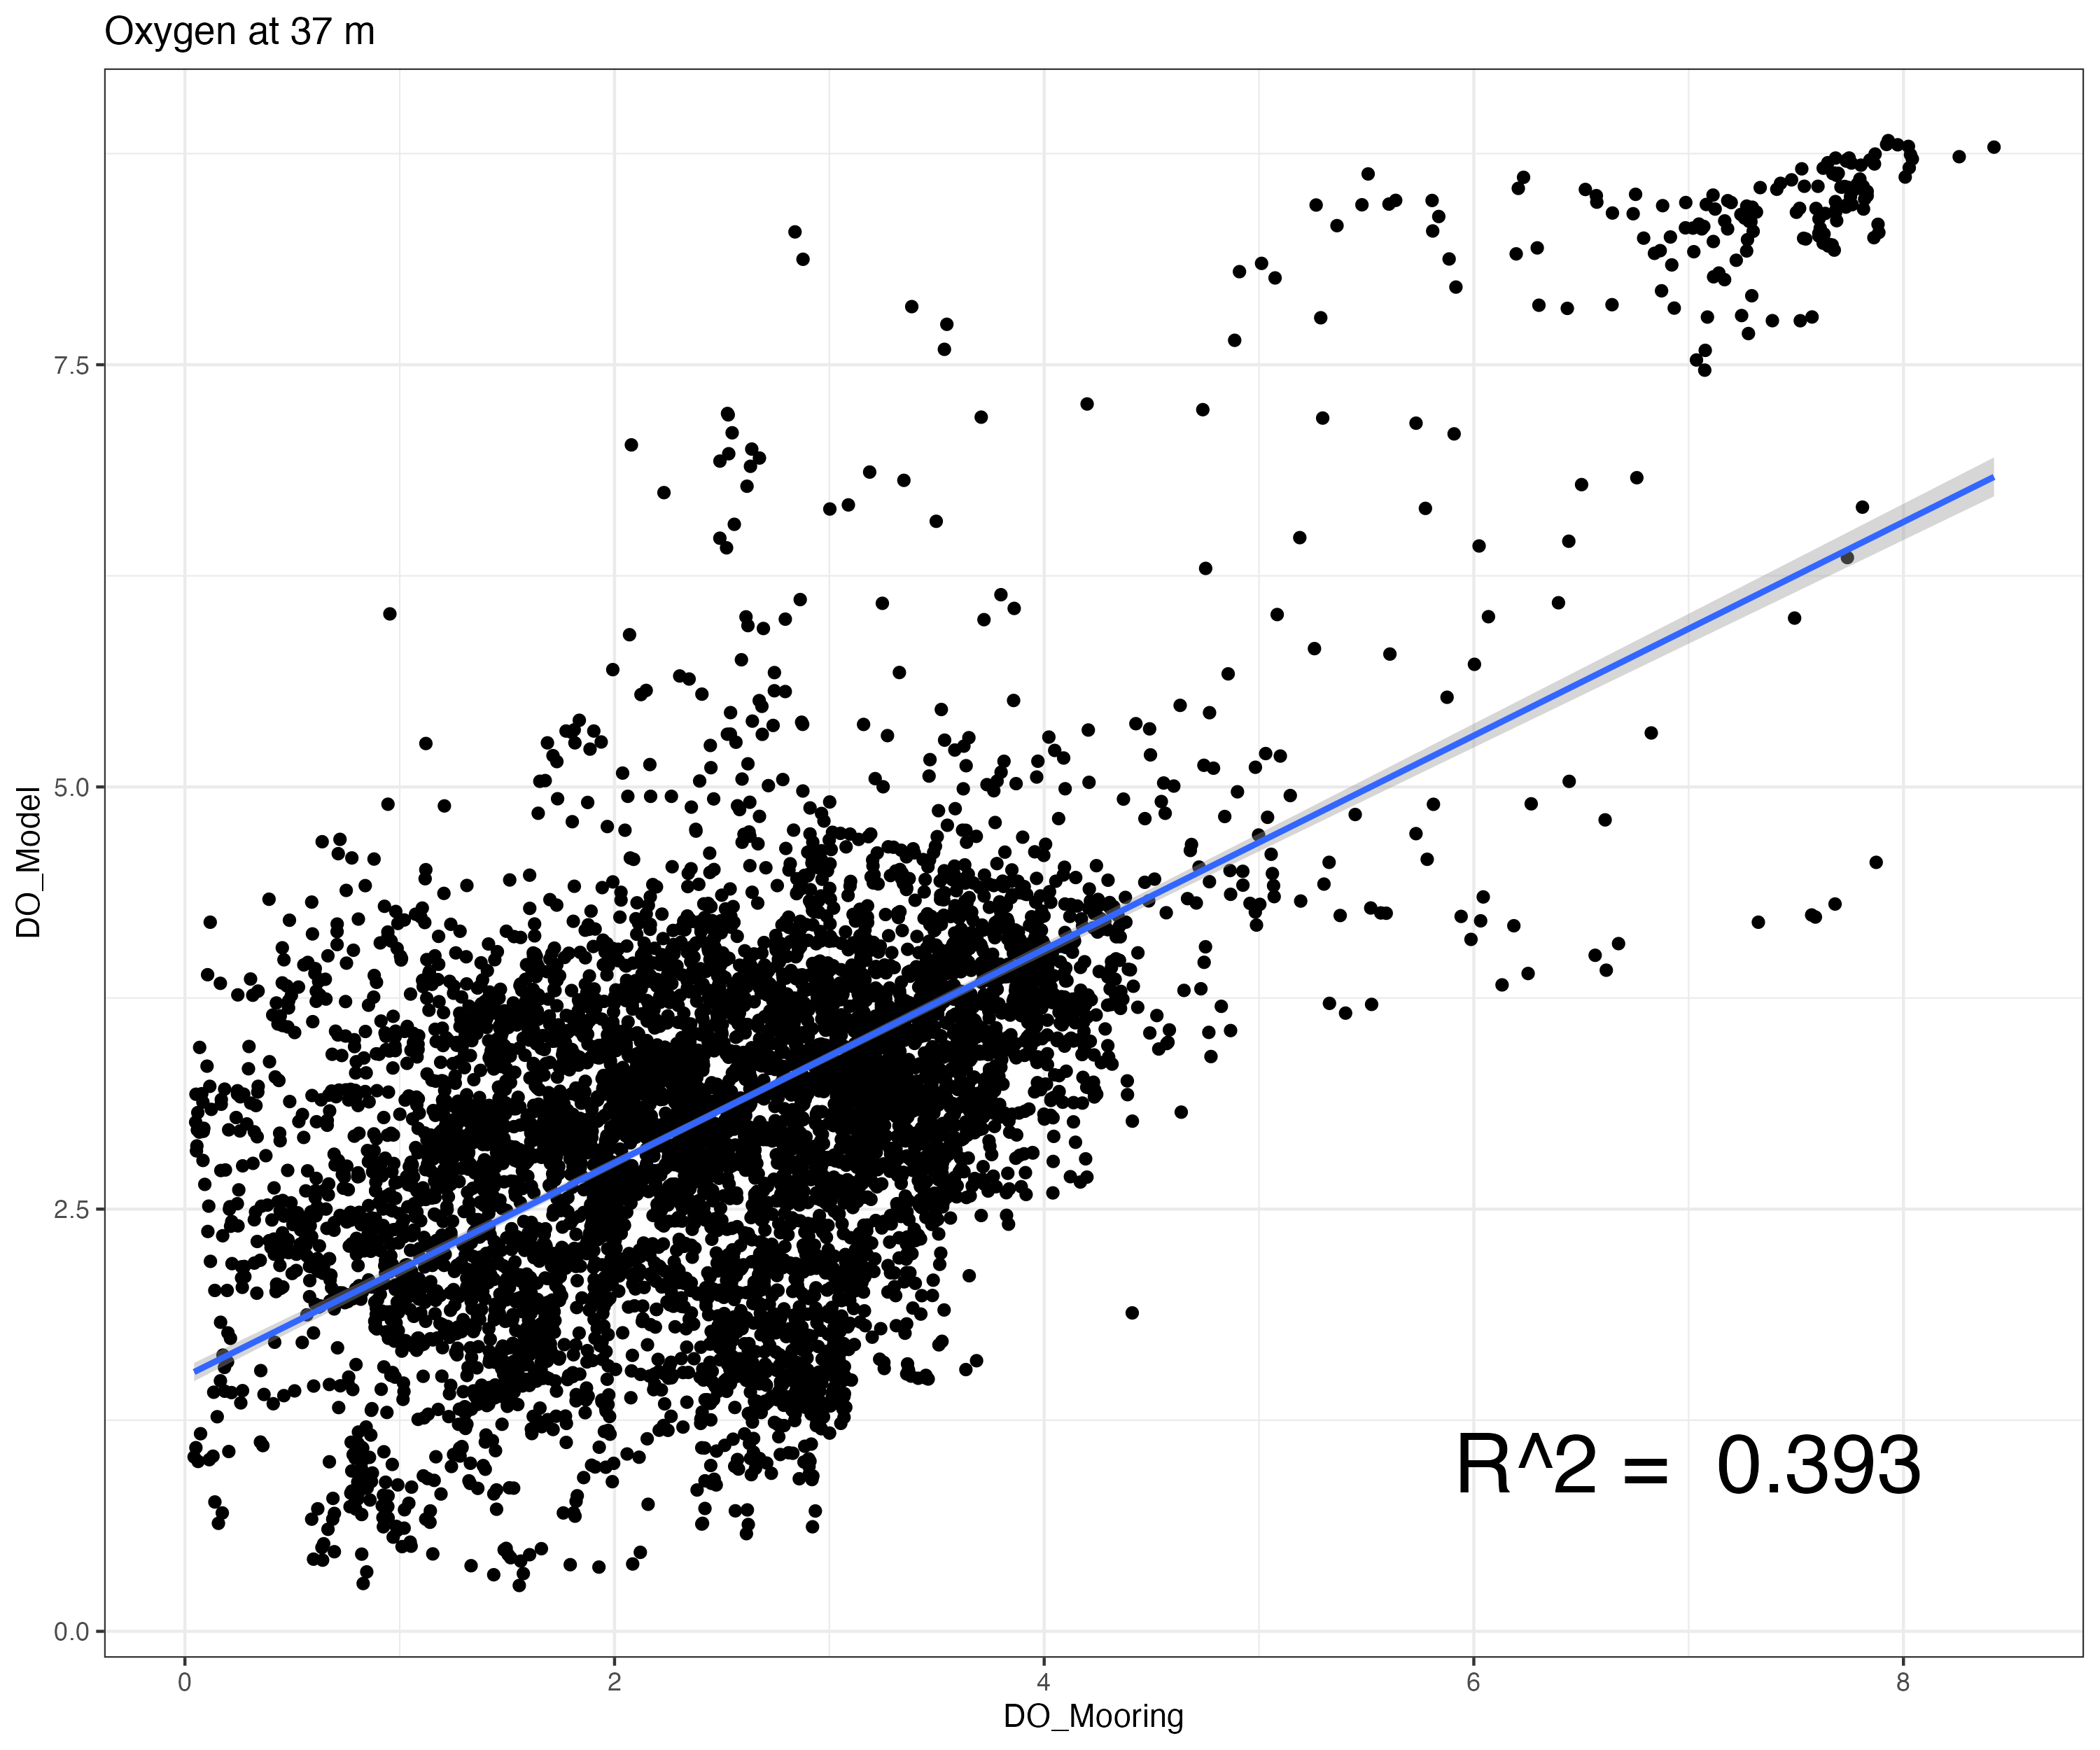 Oxygen at 37 m
7.5
5.0
2.5
0.0
DO_Model
R^2 = 0.393
0 2 4 6 8
DO_Mooring